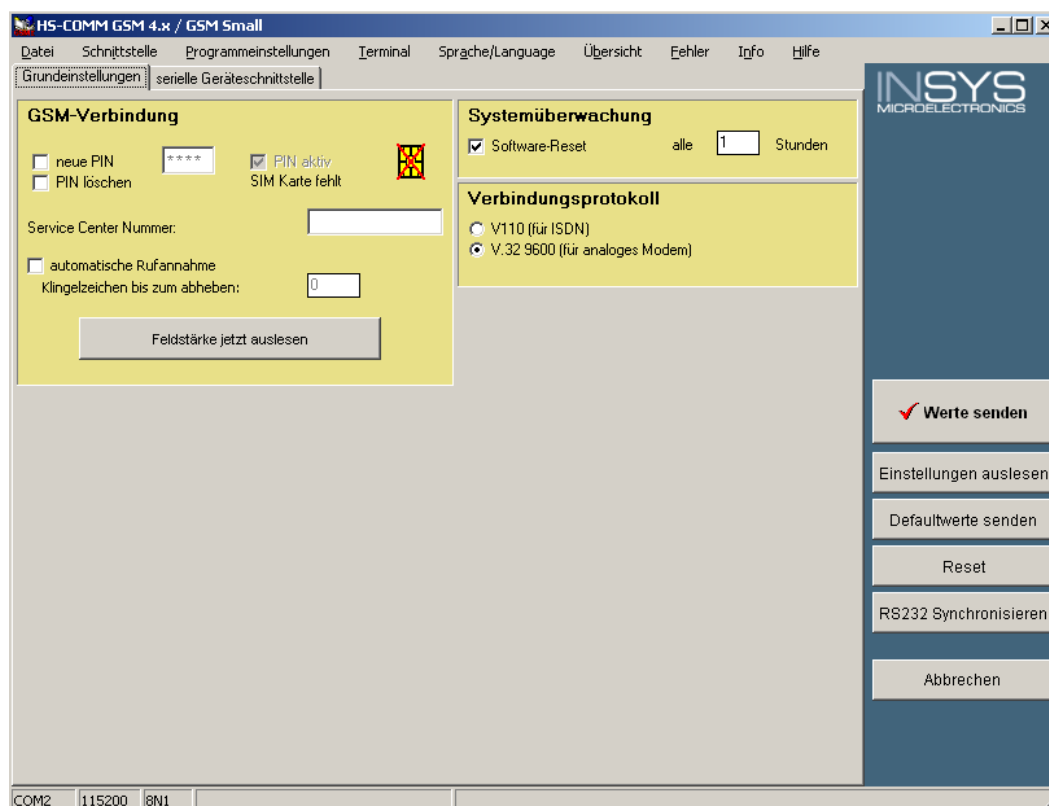 HS-COMM GSM 4.x / GSM Small
Datei Schnittstelle Programmeinstellungen Terminal Sprache/Language Übersicht Fehler Info Hilfe
Grundeinstellungen serielle Geräteschnittstelle
INSYS
MICROELECTRONICS
GSM-Verbindung
neue PIN **** PIN aktiv
PIN löschen SIM Karte fehlt
Service Center Nummer:
automatische Rufannahme
Klingelzeichen bis zum abheben: 0
Feldstärke jetzt auslesen
Systemüberwachung
Software-Reset alle 1 Stunden
Verbindungsprotokoll
V110 (für ISDN)
V.32 9600 (für analoges Modem)
Werte senden
Einstellungen auslesen
Defaultwerte senden
Reset
RS232 Synchronisieren
Abbrechen
COM2 115200 8N1